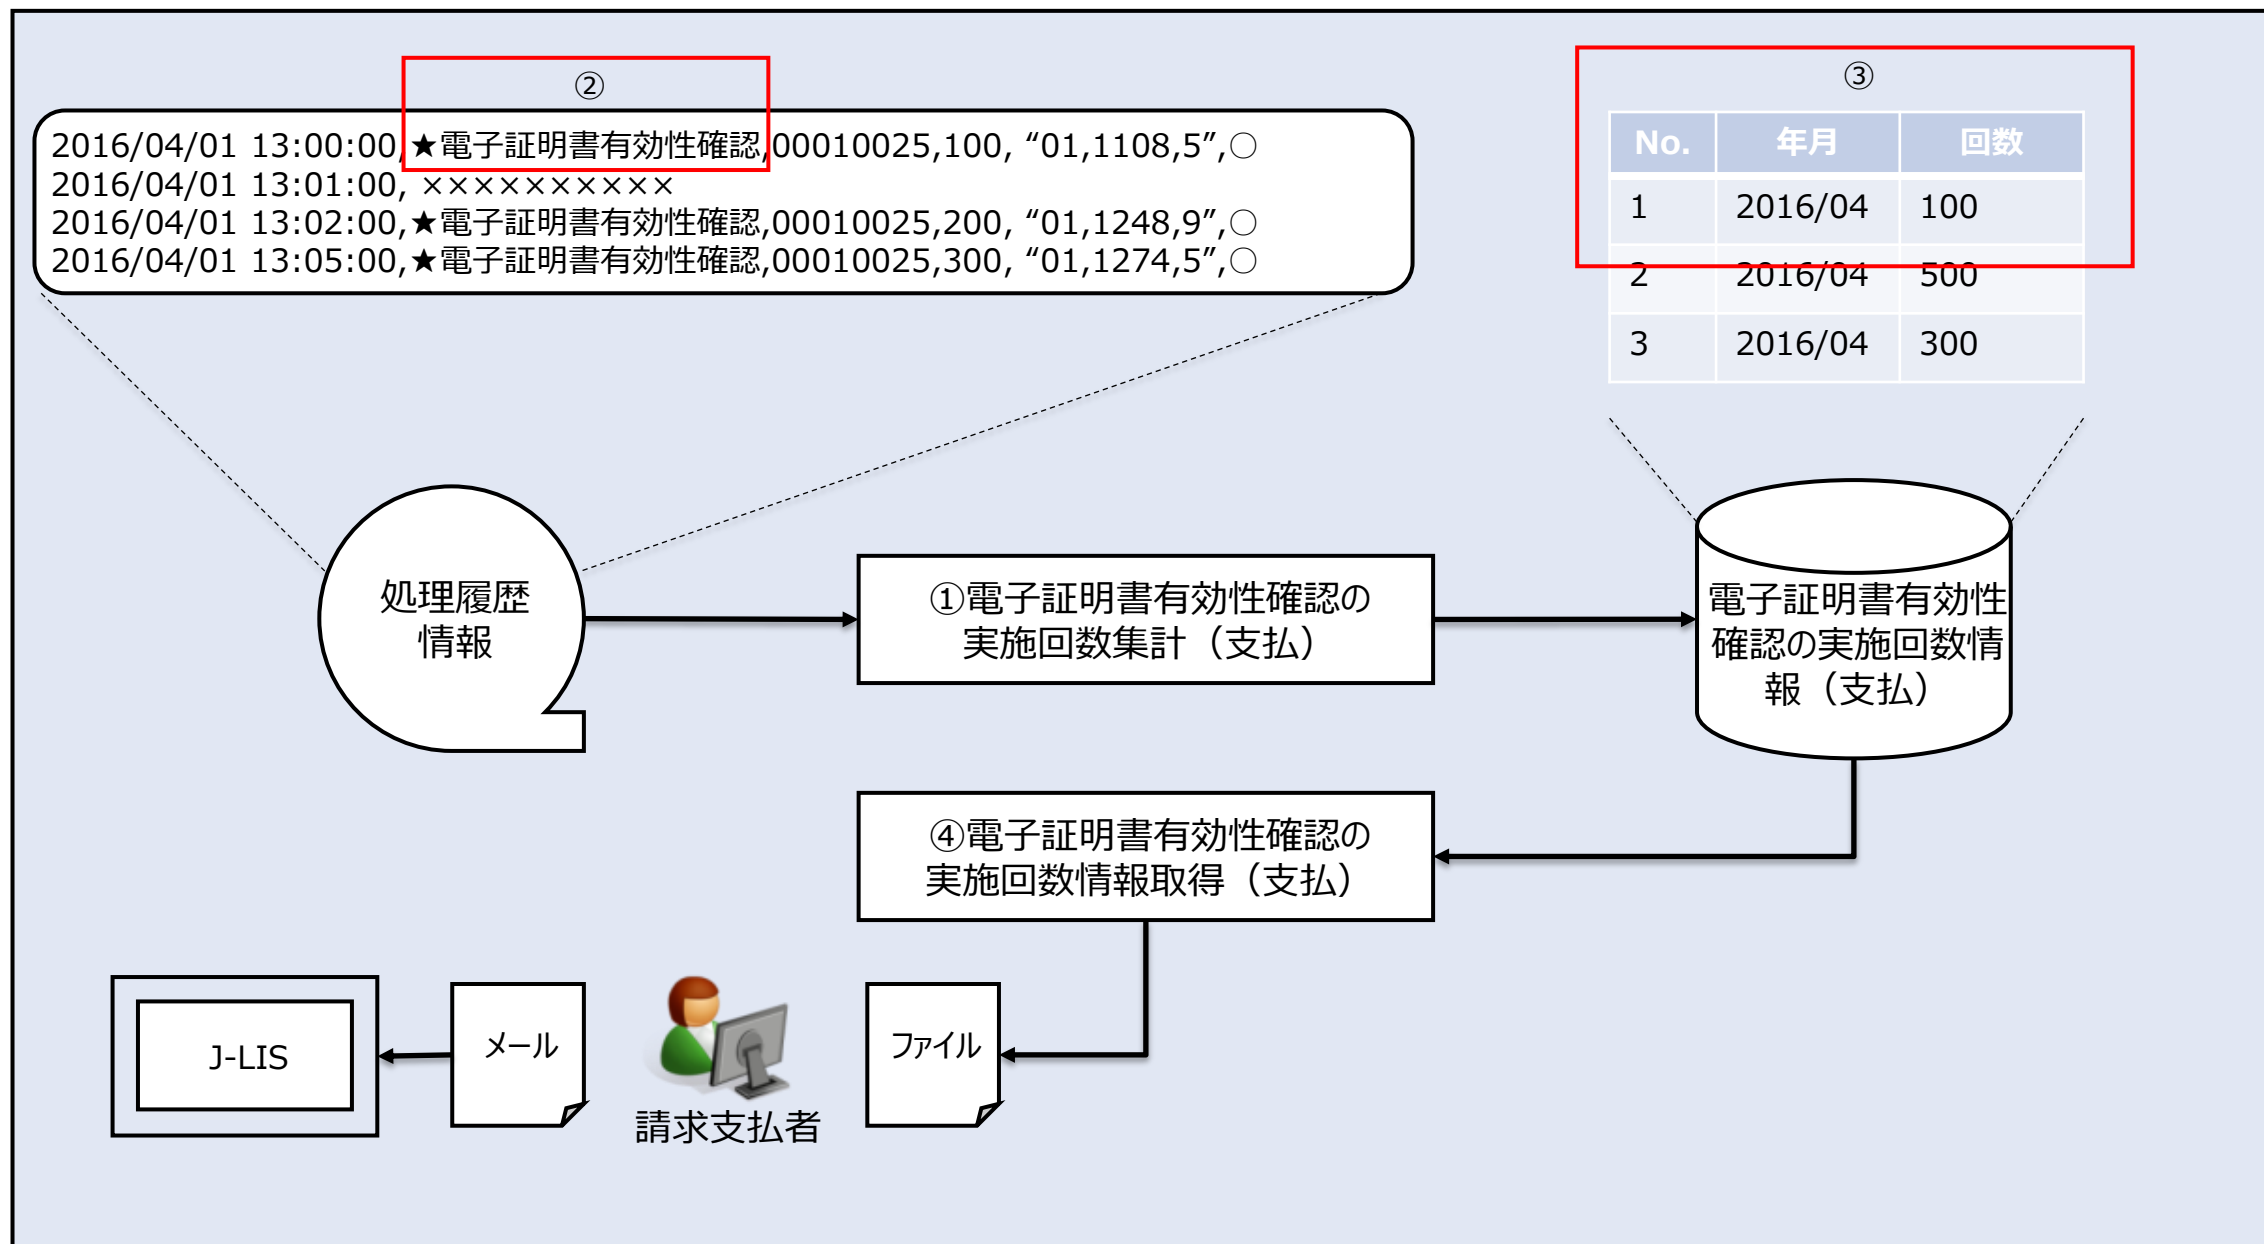 ②
2016/04/01 13:00:00,★電子証明書有効性確認,00010025,100, “01,1108,5”,○
2016/04/01 13:01:00, ××××××××××
2016/04/01 13:02:00,★電子証明書有効性確認,00010025,200, “01,1248,9”,○
2016/04/01 13:05:00,★電子証明書有効性確認,00010025,300, “01,1274,5”,○
③
No. 年月 回数
1 2016/04 100
2 2016/04 500
3 2016/04 300
処理履歴
情報
①電子証明書有効性確認の
実施回数集計（支払）
電子証明書有効性
確認の実施回数情
報（支払）
④電子証明書有効性確認の
実施回数情報取得（支払）
J-LIS
メール
請求支払者
ファイル